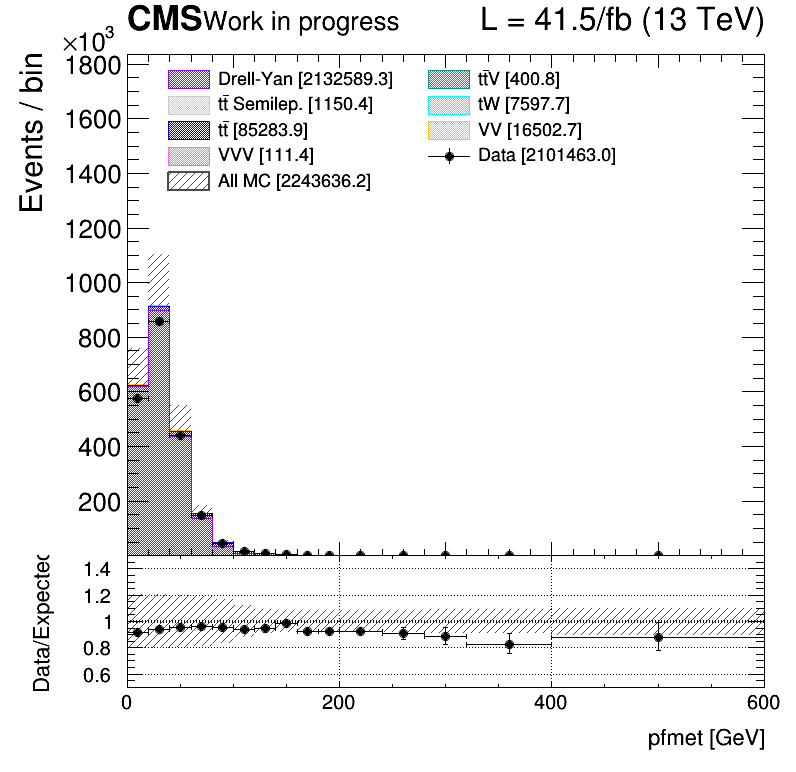 CMS Work in progress L = 41.5/fb (13 TeV)
×10³
Events / bin
1800
1600
1400
1200
1000
800
600
400
200
Drell-Yan [2132589.3]
tt̄ Semilep. [1150.4]
tt̄ [85283.9]
VVV [111.4]
All MC [2243636.2]
tt̄V [400.8]
tW [7597.7]
VV [16502.7]
Data [2101463.0]
Data/Expected
1.4
1.2
1
0.8
0.6
0 200 400 600
pfmet [GeV]